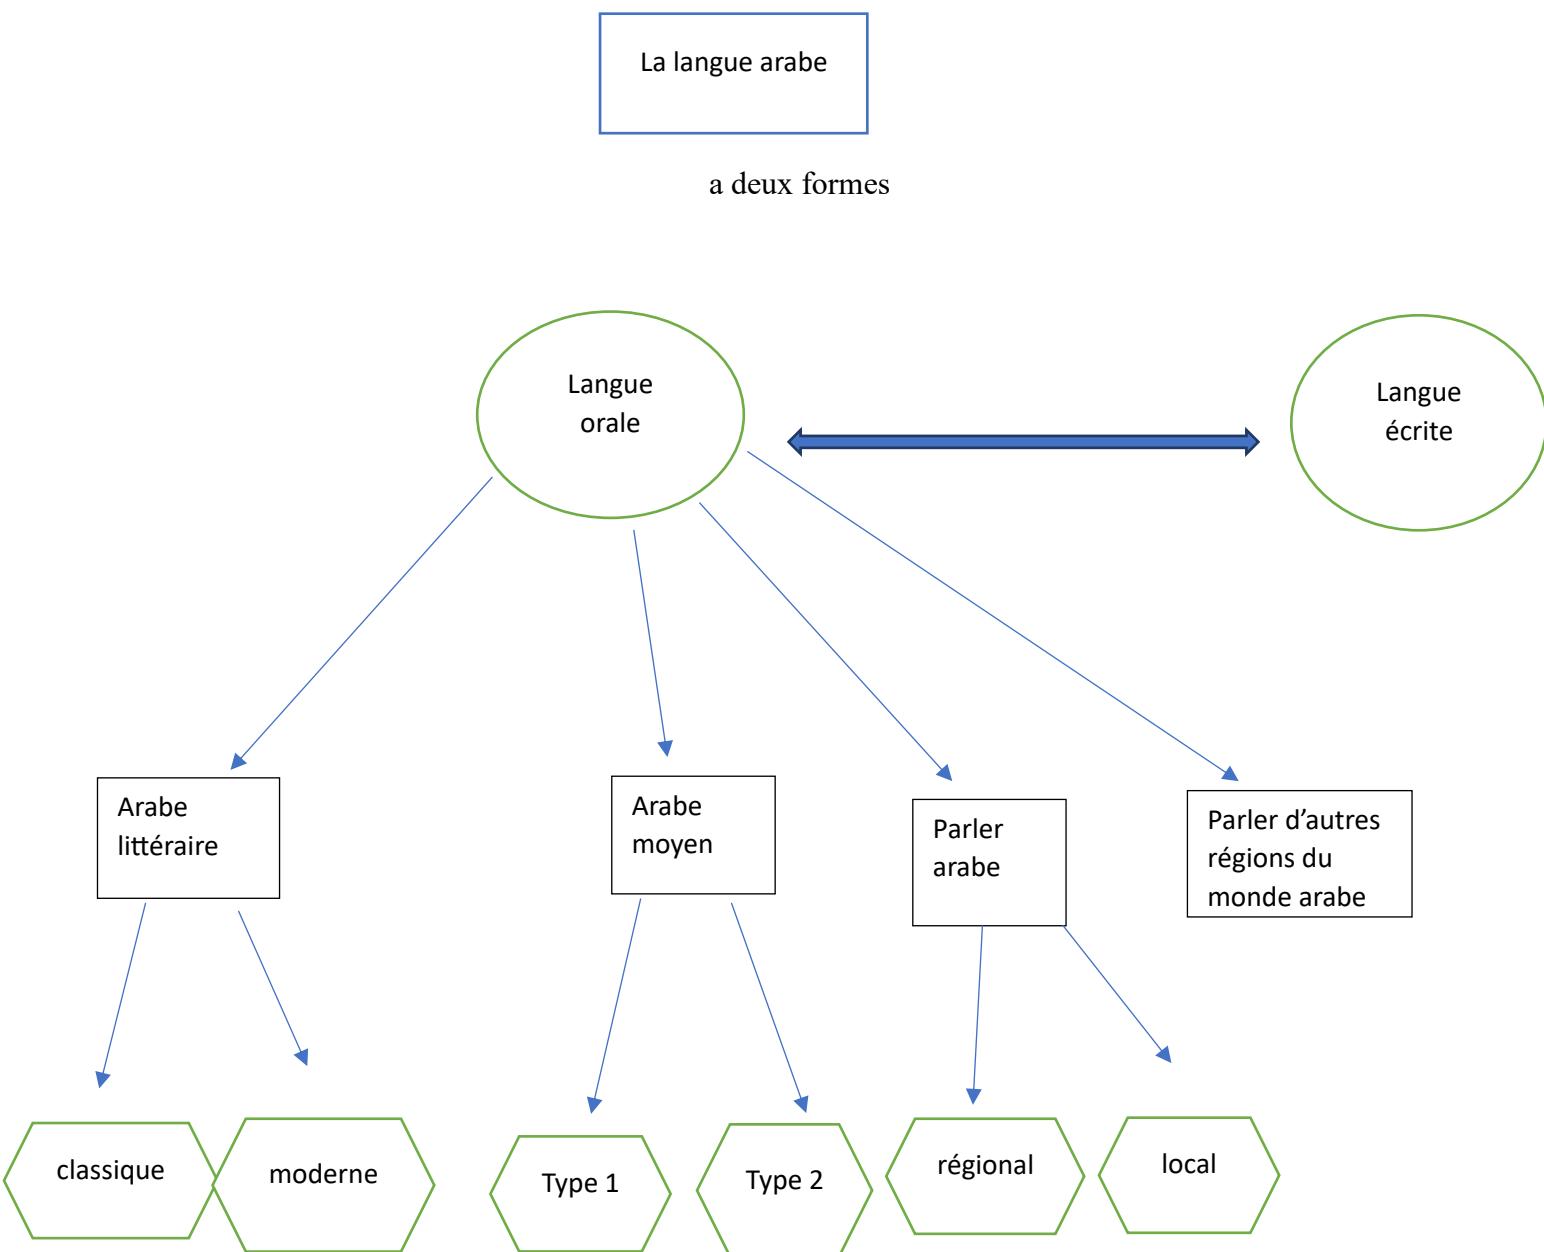 La langue arabe
a deux formes
Langue
orale
Langue
écrite
Arabe
littéraire
Arabe
moyen
Parler
arabe
Parler d’autres
régions du
monde arabe
classique
moderne
Type 1
Type 2
régional
local